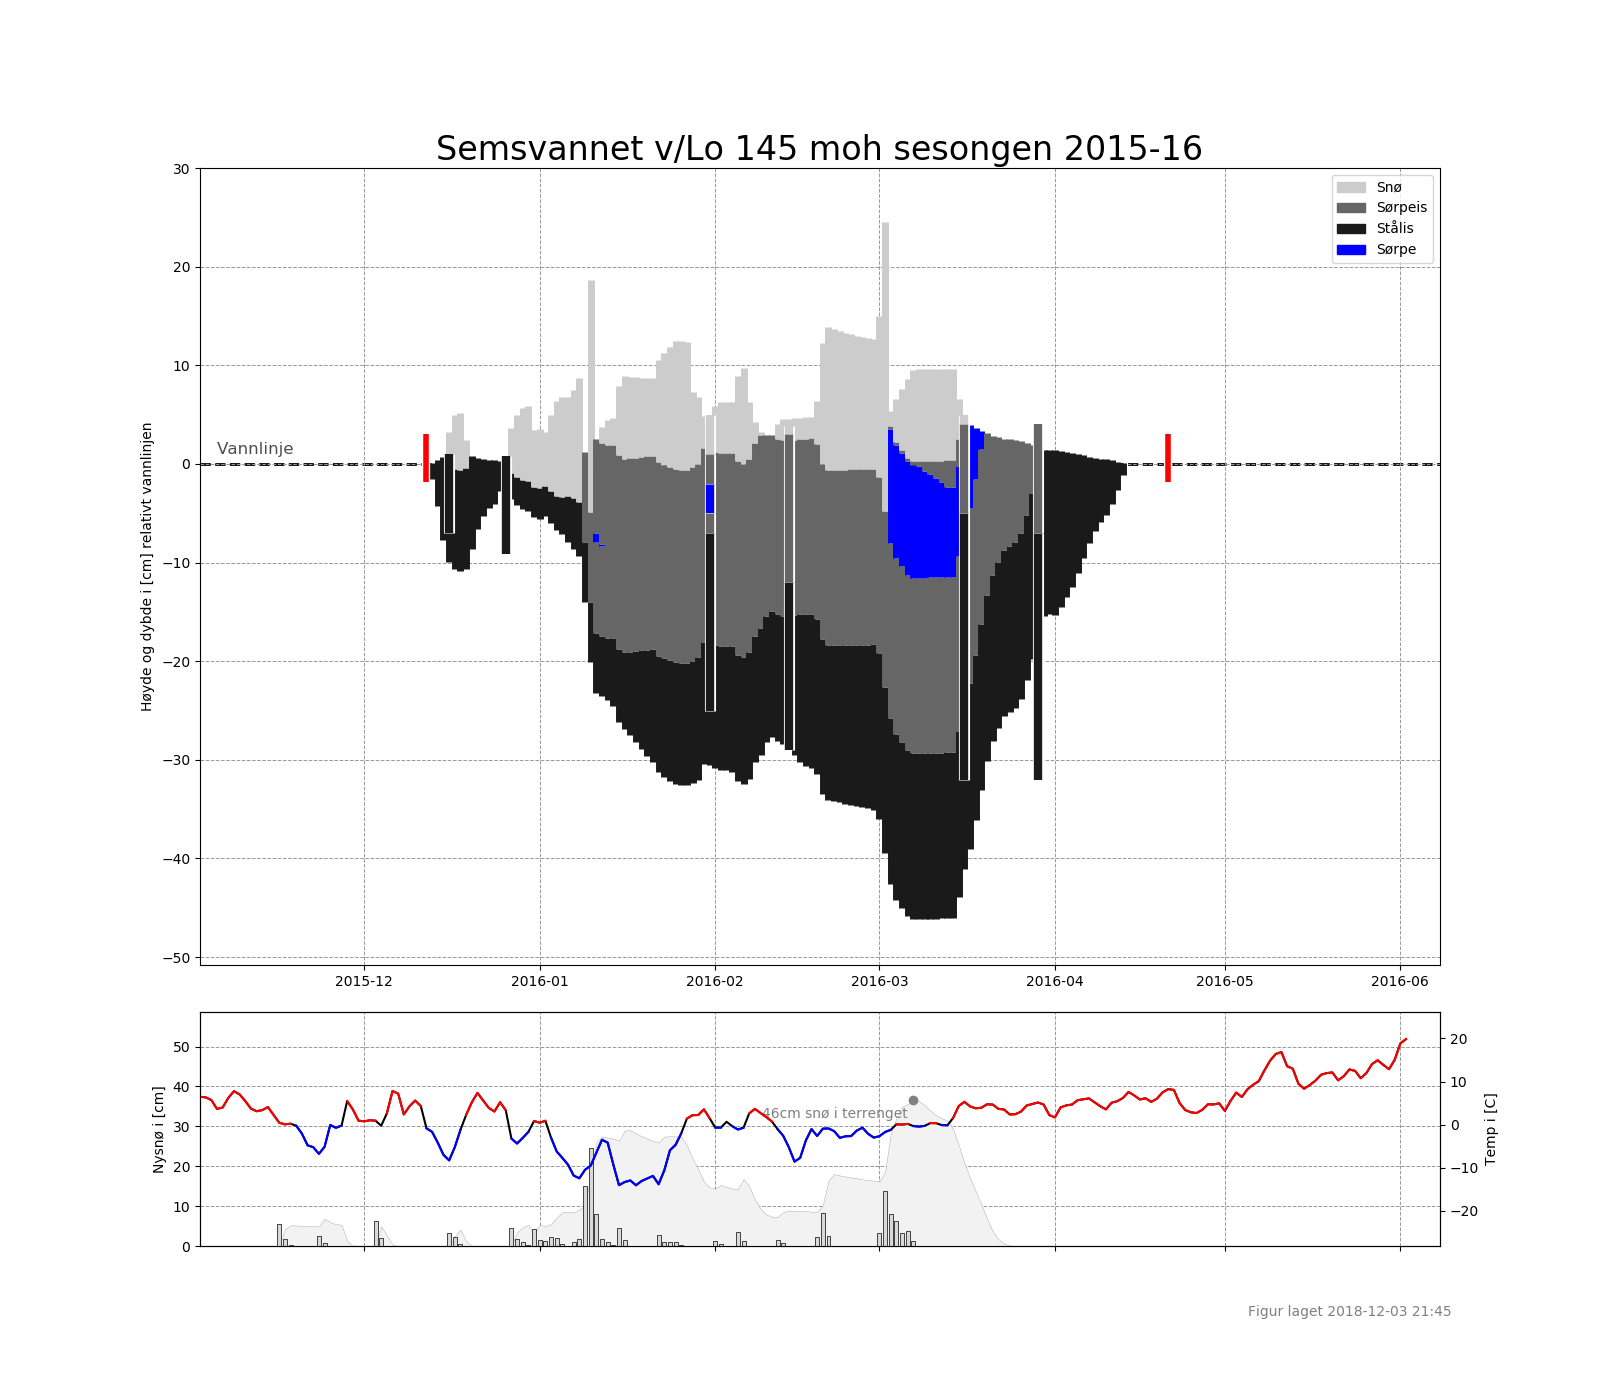 Semsvannet v/Lo 145 moh sesongen 2015-16
Høyde og dybde i [cm] relativt vannlinjen
30
20
10
0
−10
−20
−30
−40
−50
Vannlinje
Snø
Sørpeis
Stålis
Sørpe
2015-12
2016-01
2016-02
2016-03
2016-04
2016-05
2016-06
Nysnø i [cm]
50
40
30
20
10
0
46cm snø i terrenget
20
10
0
−10
−20
Temp i [C]
Figur laget 2018-12-03 21:45